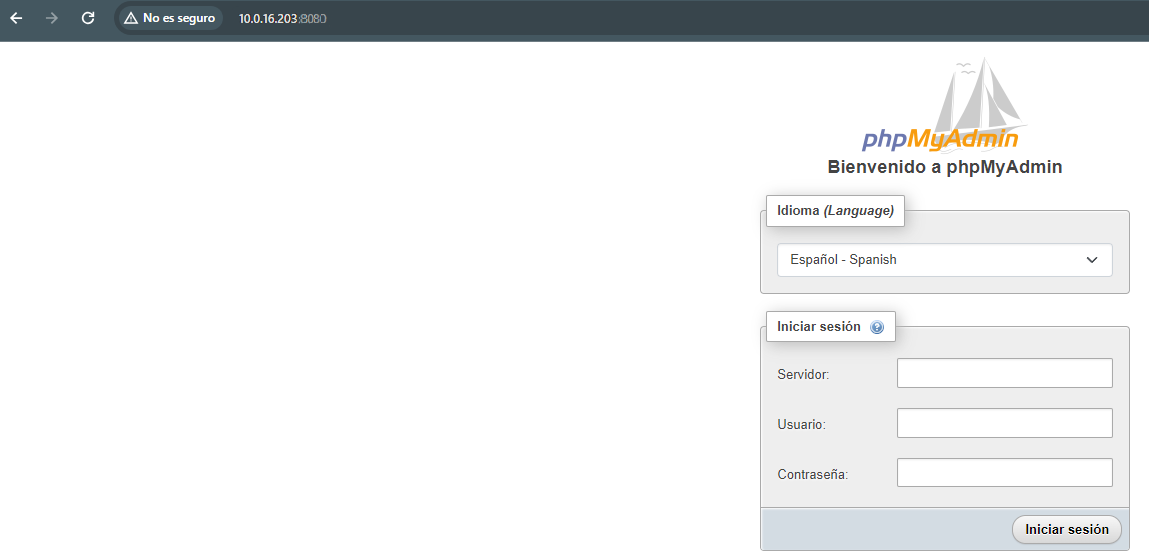 No es seguro 10.0.16.203:8080
phpMyAdmin
Bienvenido a phpMyAdmin
Idioma (Language)
Español - Spanish
Iniciar sesión ?
Servidor:
Usuario:
Contraseña:
Iniciar sesión